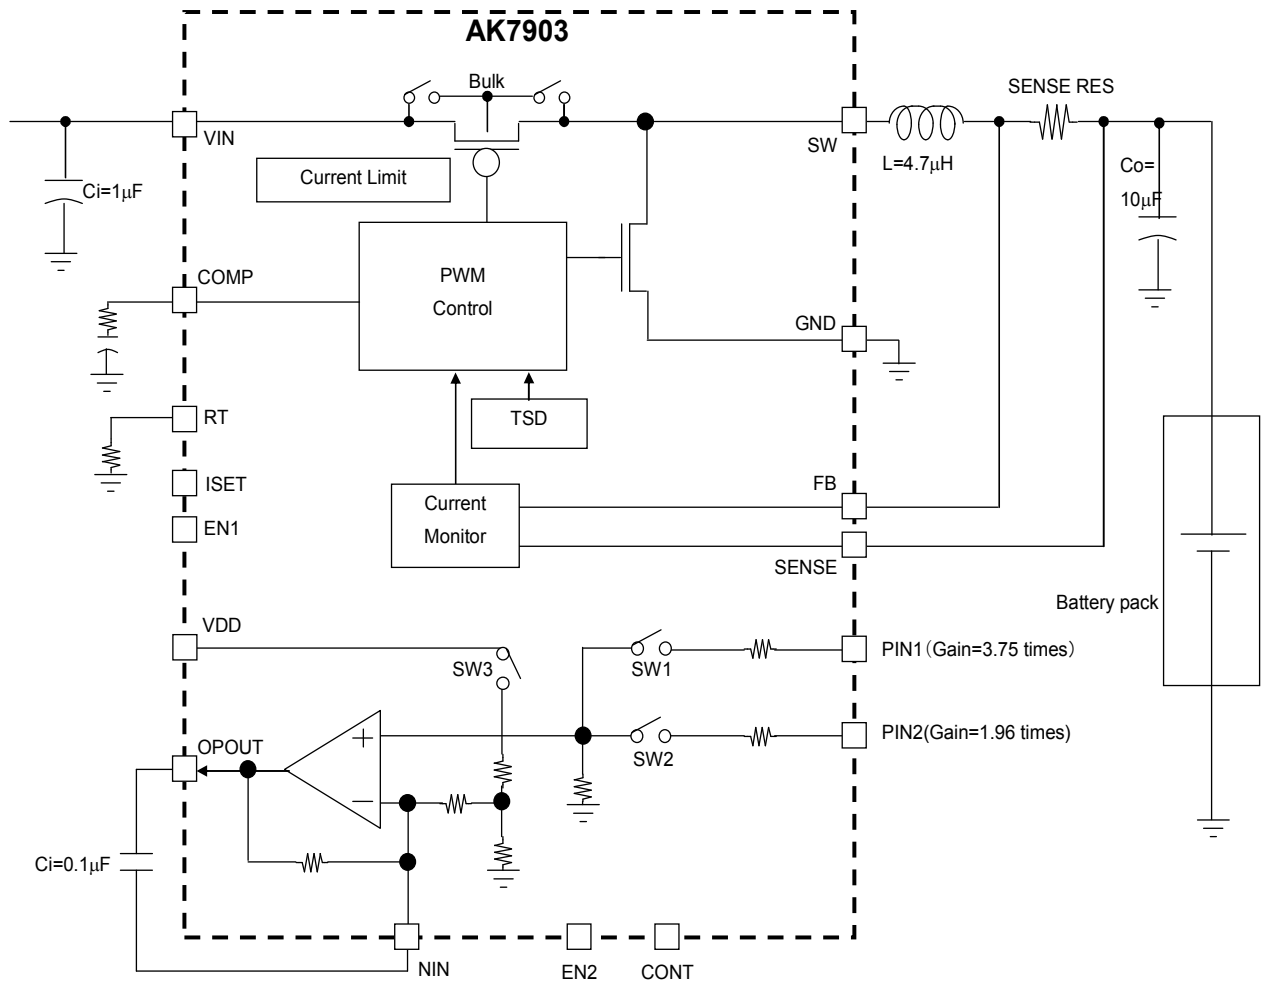 AK7903
Bulk
SENSE RES
VIN
SW
L=4.7μH
Co=
10μF
Current Limit
Ci=1μF
COMP
PWM
Control
GND
RT
TSD
ISET
FB
Current
Monitor
EN1
SENSE
Battery pack
VDD
SW3
SW1
PIN1（Gain=3.75 times）
OPOUT
+
SW2
PIN2(Gain=1.96 times)
−
Ci=0.1μF
NIN
EN2
CONT